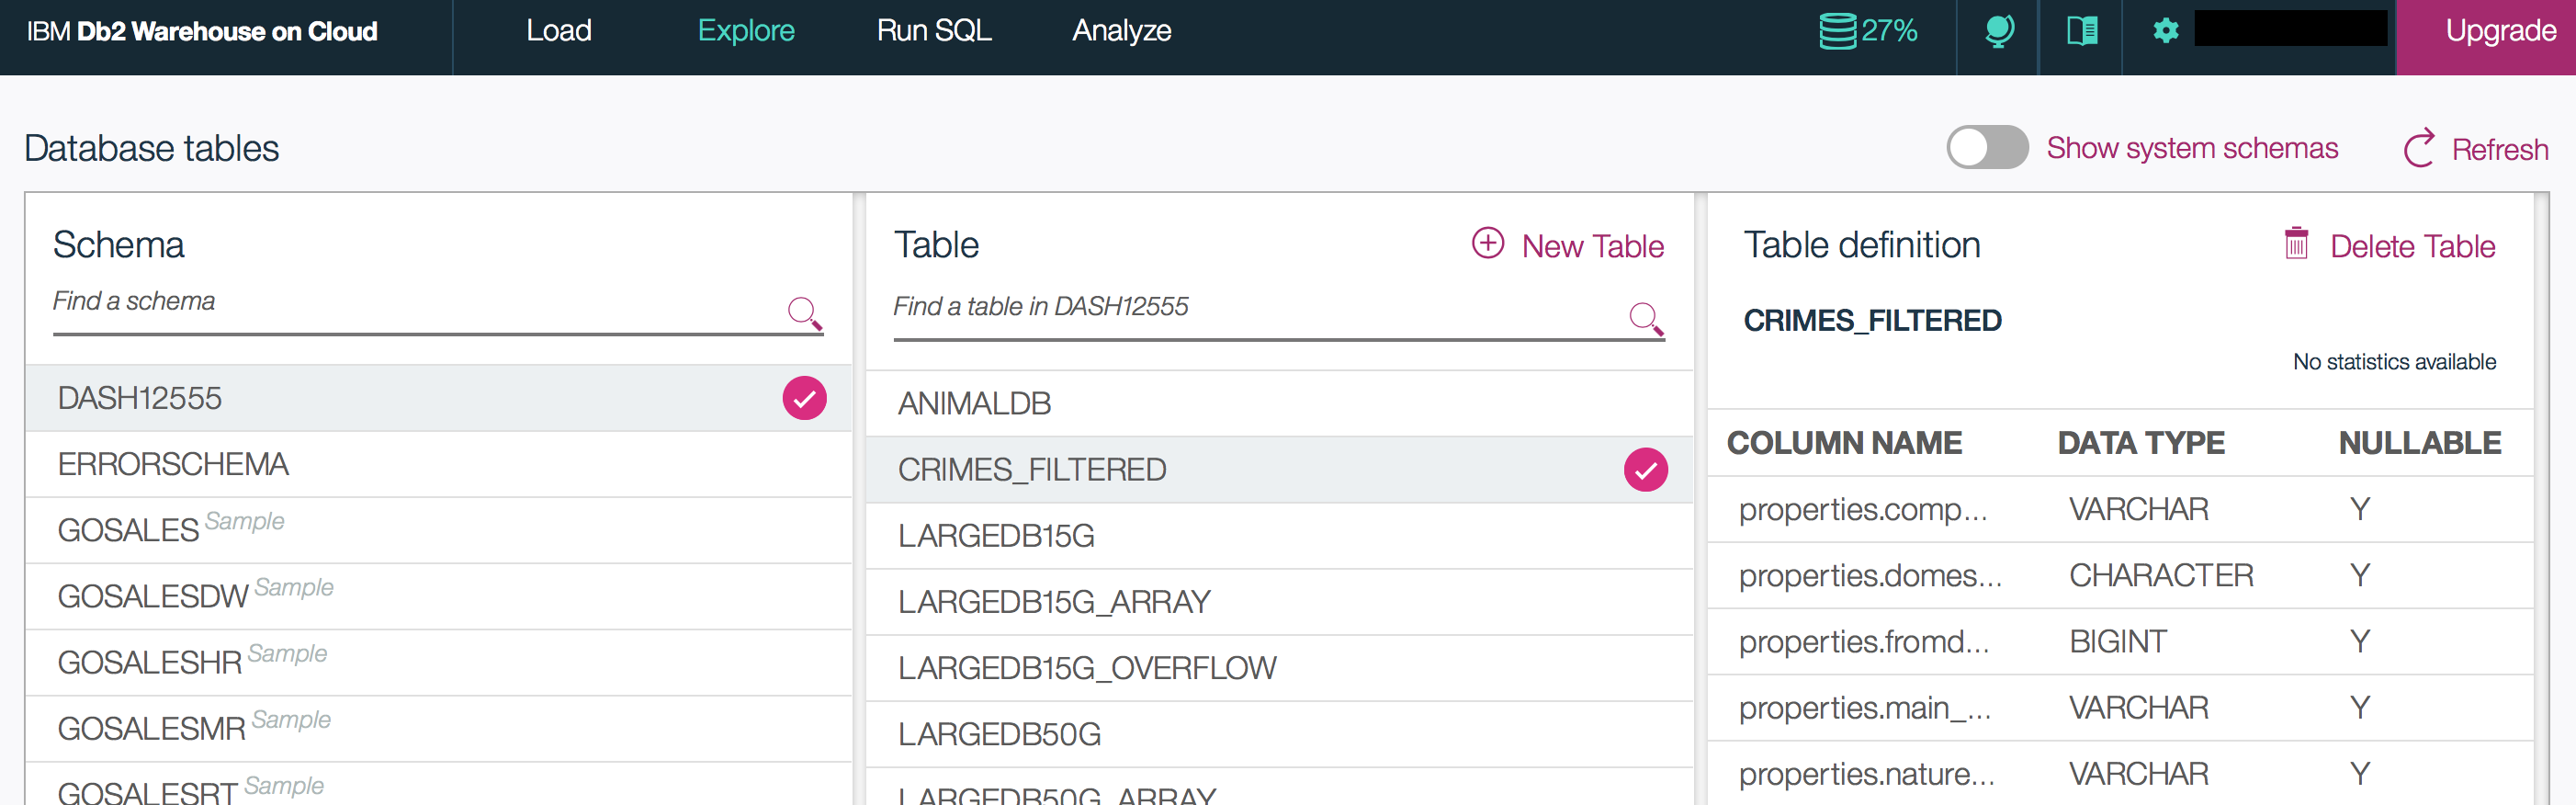 IBM Db2 Warehouse on Cloud Load Explore Run SQL Analyze 27% Upgrade
Database tables Show system schemas Refresh
Schema
Find a schema
DASH12555
ERRORSCHEMA
GOSALES Sample
GOSALESDW Sample
GOSALESHR Sample
GOSALESMR Sample
GOSALESRT Sample
Table New Table
Find a table in DASH12555
ANIMALDB
CRIMES_FILTERED
LARGEDB15G
LARGEDB15G_ARRAY
LARGEDB15G_OVERFLOW
LARGEDB50G
LARGEDB50G_ARRAY
Table definition Delete Table
CRIMES_FILTERED
No statistics available
COLUMN NAME DATA TYPE NULLABLE
properties.comp... VARCHAR Y
properties.domes... CHARACTER Y
properties.fromd... BIGINT Y
properties.main_... VARCHAR Y
properties.nature... VARCHAR Y